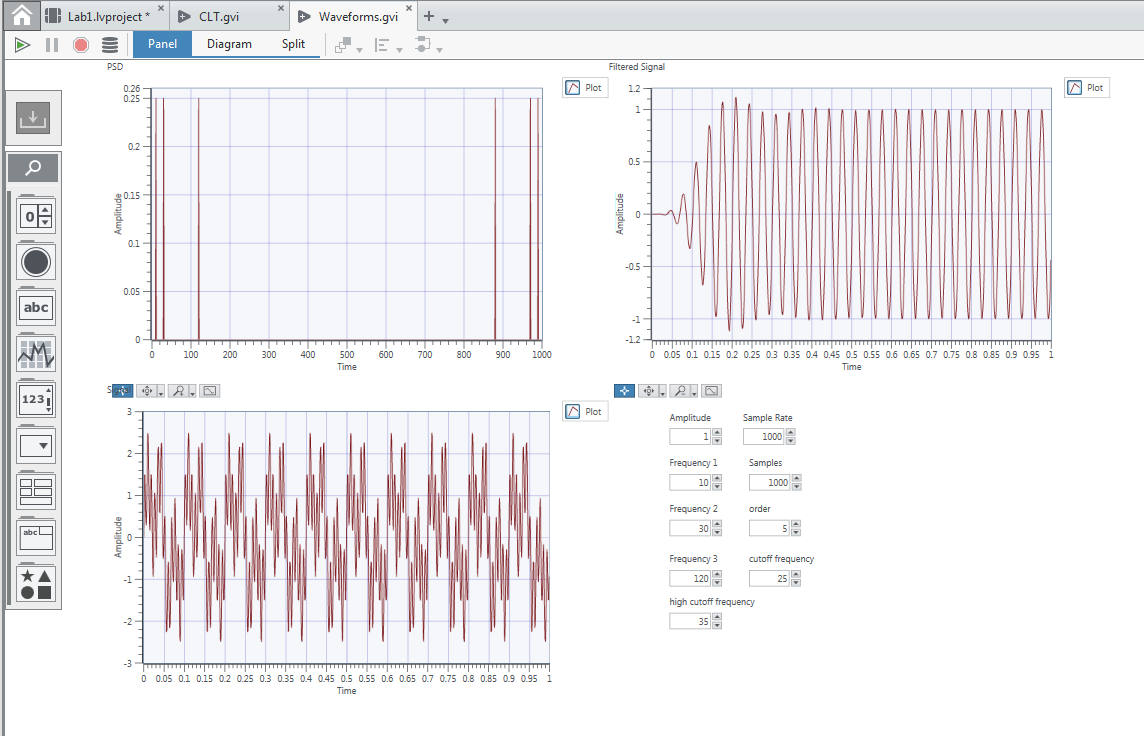 Lab1.lvproject * CLT.gvi Waveforms.gvi
Panel Diagram Split
PSD
Plot
0.26
0.25
0.2
0.15
0.1
0.05
0
Amplitude
0 100 200 300 400 500 600 700 800 900 1000
Time
Filtered Signal
Plot
1.2
1
0.5
0
-0.5
-1
-1.2
Amplitude
0 0.05 0.1 0.15 0.2 0.25 0.3 0.35 0.4 0.45 0.5 0.55 0.6 0.65 0.7 0.75 0.8 0.85 0.9 0.95 1
Time
0
abc
123
abc
Plot
3
2
1
0
-1
-2
-3
Amplitude
0 0.05 0.1 0.15 0.2 0.25 0.3 0.35 0.4 0.45 0.5 0.55 0.6 0.65 0.7 0.75 0.8 0.85 0.9 0.95 1
Time
Amplitude Sample Rate
1 1000
Frequency 1 Samples
10 1000
Frequency 2 order
30 5
Frequency 3 cutoff frequency
120 25
high cutoff frequency
35